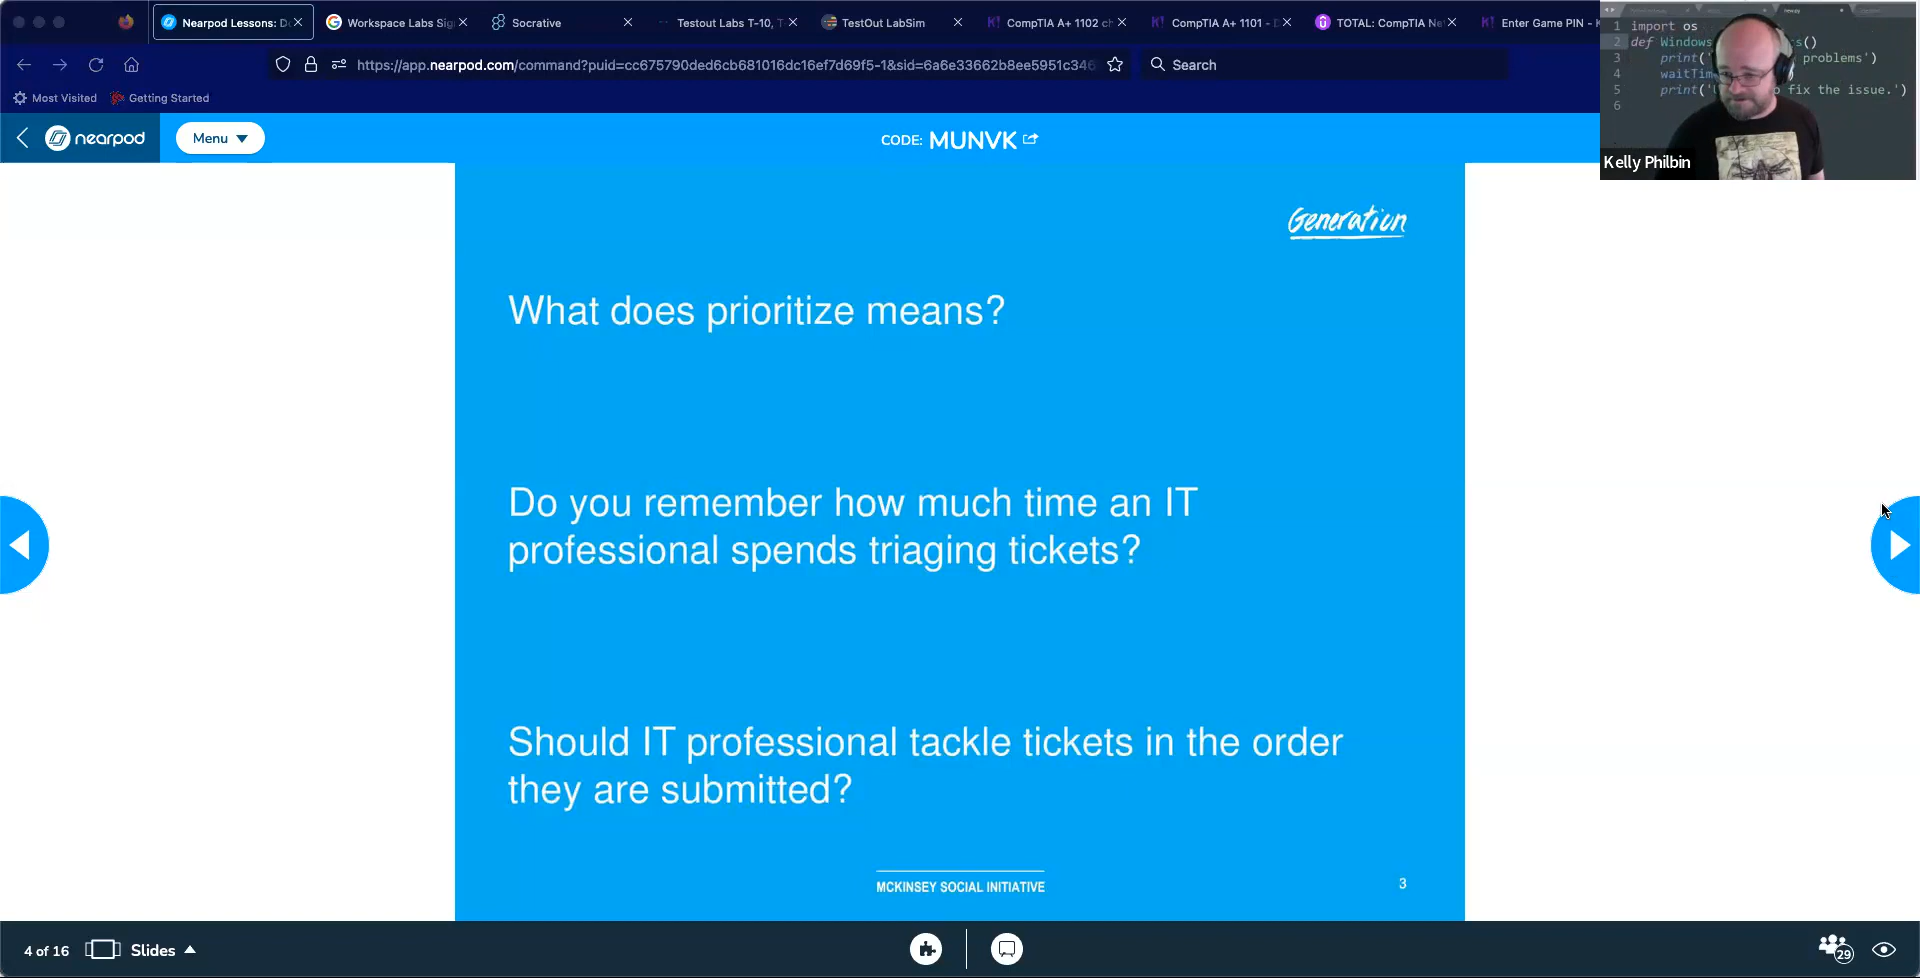 Nearpod Lessons: D
Workspace Labs Sig
Socrative
Testout Labs T-10, T
TestOut LabSim
CompTIA A+ 1102 c
CompTIA A+ 1101 -
TOTAL: CompTIA Ne
Enter Game PIN -
https://app.nearpod.com/command?puid=cc675790ded6cb681016dc16ef7d69f5-1&sid=6a6e33662b8ee5951c346
Search
Most Visited
Getting Started
nearpod
Menu
CODE: MUNVK
1 import os
2 def Windows s()
3 print(' problems')
4 waitTim
5 print(' fix the issue.')
6
Kelly Philbin
Generation
What does prioritize means?
Do you remember how much time an IT
professional spends triaging tickets?
Should IT professional tackle tickets in the order
they are submitted?
MCKINSEY SOCIAL INITIATIVE
3
4 of 16
Slides
29